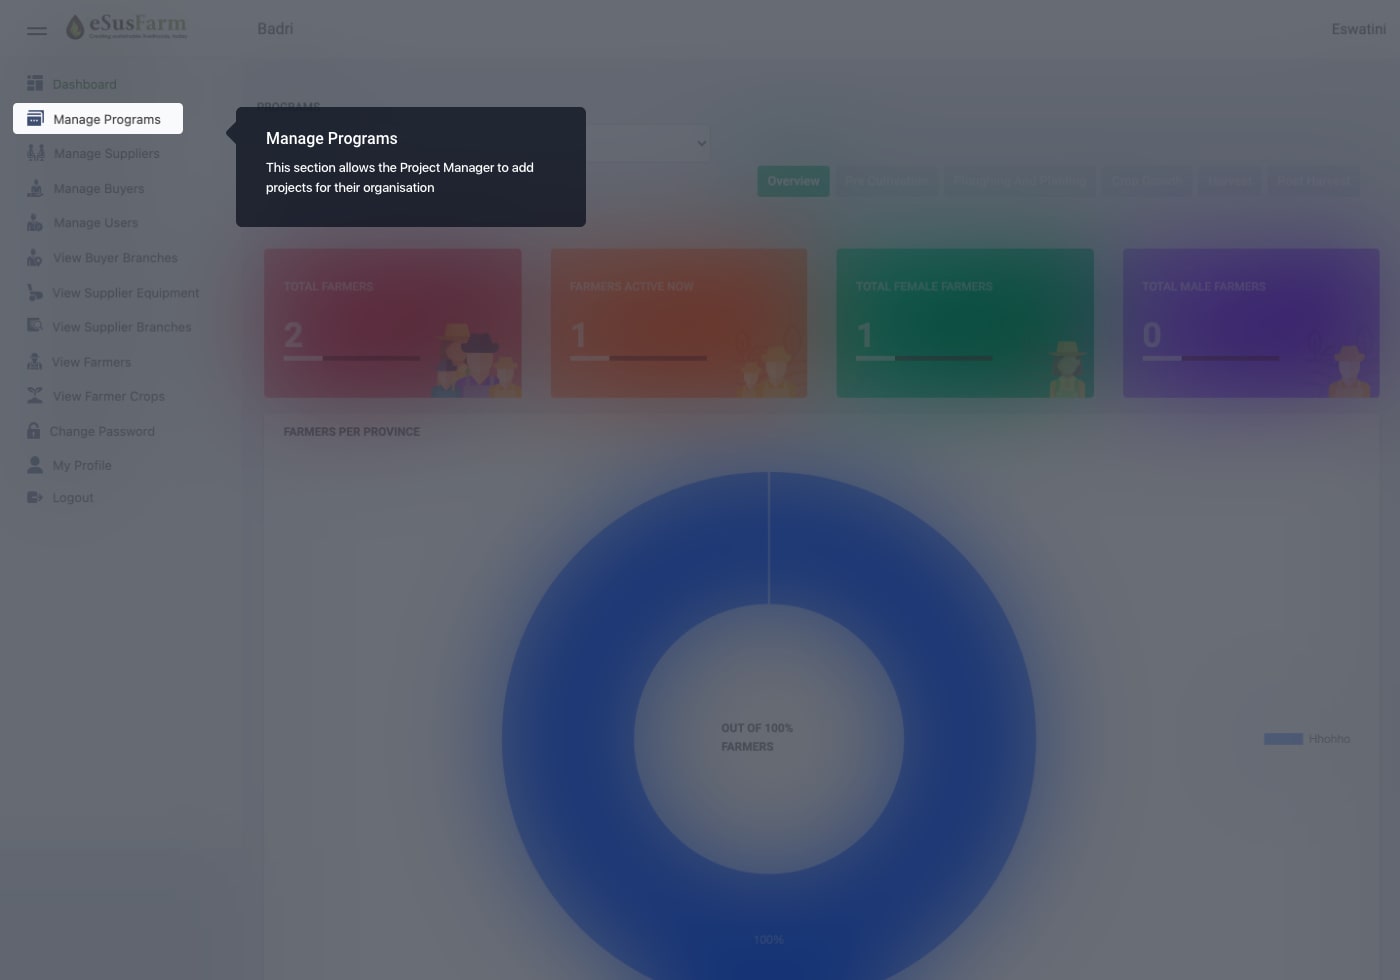 eSusFarm
Creating sustainable livelihoods, today
Badri
Eswatini
Dashboard
Manage Programs
Manage Suppliers
Manage Buyers
Manage Users
View Buyer Branches
View Supplier Equipment
View Supplier Branches
View Farmers
View Farmer Crops
Change Password
My Profile
Logout
PROGRAMS
Manage Programs
This section allows the Project Manager to add
projects for their organisation
Overview
Pre Cultivation
Ploughing And Planting
Crop Growth
Harvest
Post Harvest
TOTAL FARMERS
2
FARMERS ACTIVE NOW
1
TOTAL FEMALE FARMERS
1
TOTAL MALE FARMERS
0
FARMERS PER PROVINCE
OUT OF 100%
FARMERS
Hhohho
100%